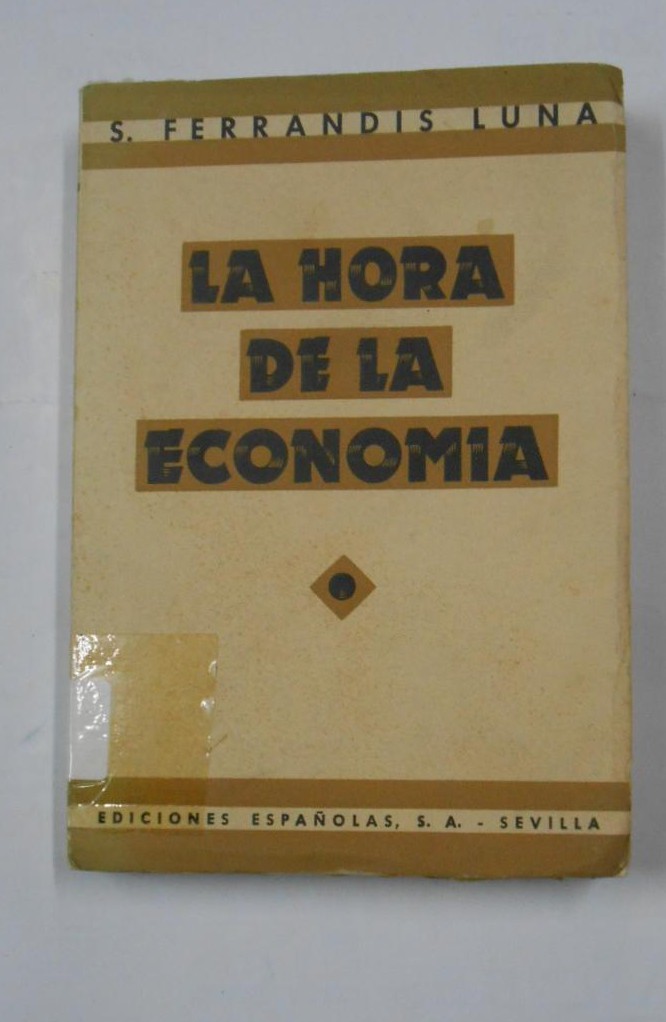 S. FERRANDIS LUNA
LA HORA
DE LA
ECONOMIA
EDICIONES ESPAÑOLAS, S. A. - SEVILLA